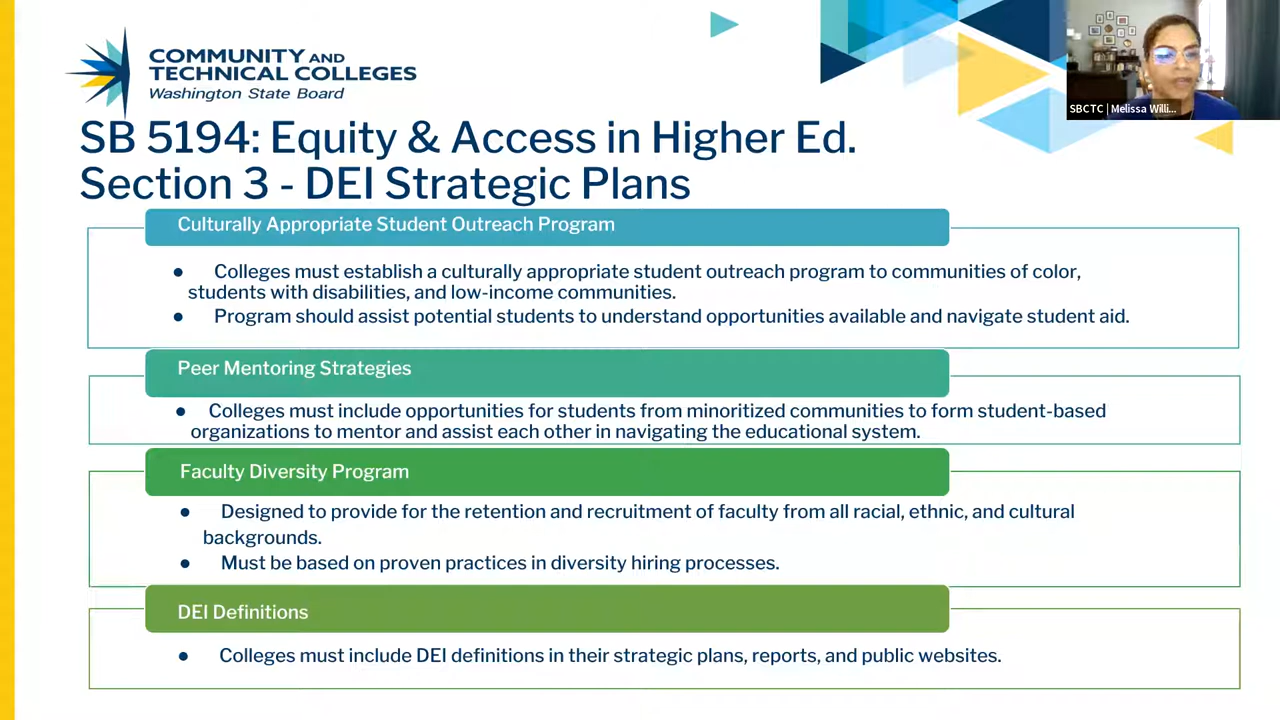 COMMUNITY AND
TECHNICAL COLLEGES
Washington State Board
SBCTC | Melissa Willi...
SB 5194: Equity & Access in Higher Ed.
Section 3 - DEI Strategic Plans
Culturally Appropriate Student Outreach Program
● Colleges must establish a culturally appropriate student outreach program to communities of color,
students with disabilities, and low-income communities.
● Program should assist potential students to understand opportunities available and navigate student aid.
Peer Mentoring Strategies
● Colleges must include opportunities for students from minoritized communities to form student-based
organizations to mentor and assist each other in navigating the educational system.
Faculty Diversity Program
● Designed to provide for the retention and recruitment of faculty from all racial, ethnic, and cultural
backgrounds.
● Must be based on proven practices in diversity hiring processes.
DEI Definitions
● Colleges must include DEI definitions in their strategic plans, reports, and public websites.